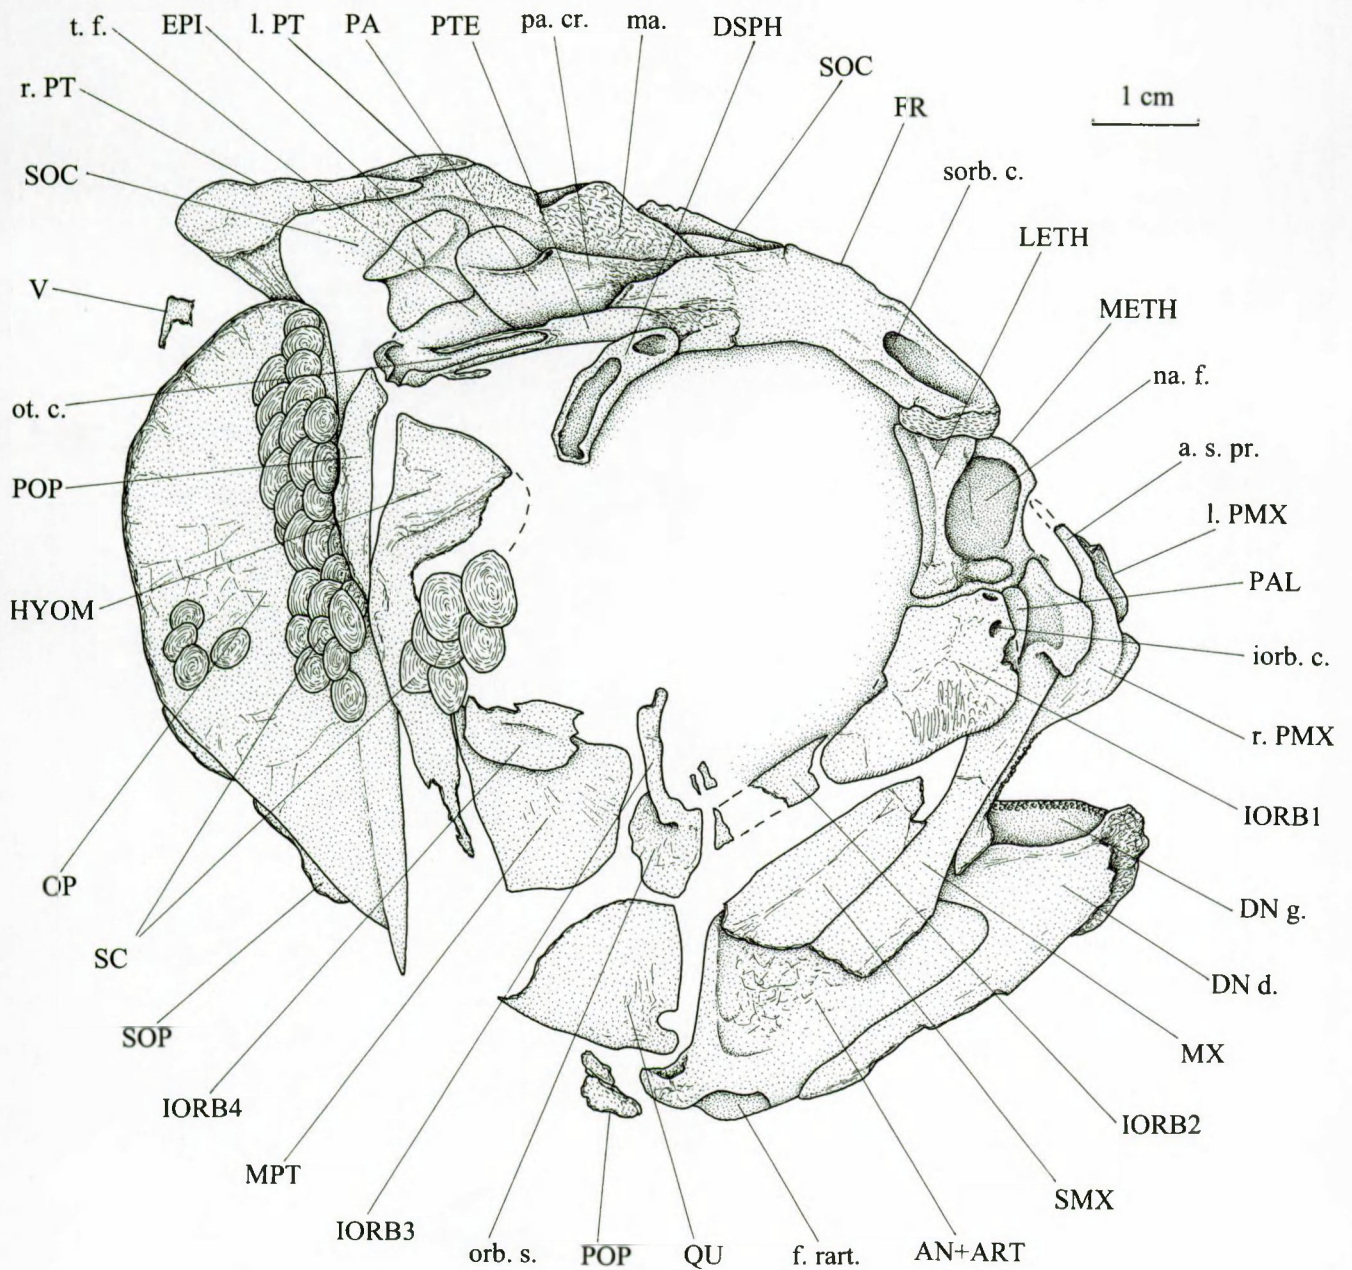 t. f.
EPI
l. PT
PA
PTE
pa. cr.
ma.
DSPH
SOC
FR
1 cm
r. PT
SOC
sorb. c.
LETH
V
METH
na. f.
ot. c.
a. s. pr.
POP
l. PMX
PAL
HYOM
iorb. c.
r. PMX
IORB1
OP
DN g.
SC
DN d.
SOP
MX
IORB4
IORB2
MPT
SMX
IORB3
orb. s.
POP
QU
f. rart.
AN+ART